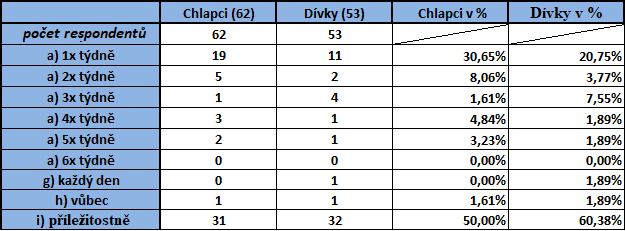 Chlapci (62) Dívky (53) Chlapci v % Dívky v %
počet respondentů 62 53
a) 1x týdně 19 11 30,65% 20,75%
a) 2x týdně 5 2 8,06% 3,77%
a) 3x týdně 1 4 1,61% 7,55%
a) 4x týdně 3 1 4,84% 1,89%
a) 5x týdně 2 1 3,23% 1,89%
a) 6x týdně 0 0 0,00% 0,00%
g) každý den 0 1 0,00% 1,89%
h) vůbec 1 1 1,61% 1,89%
i) příležitostně 31 32 50,00% 60,38%